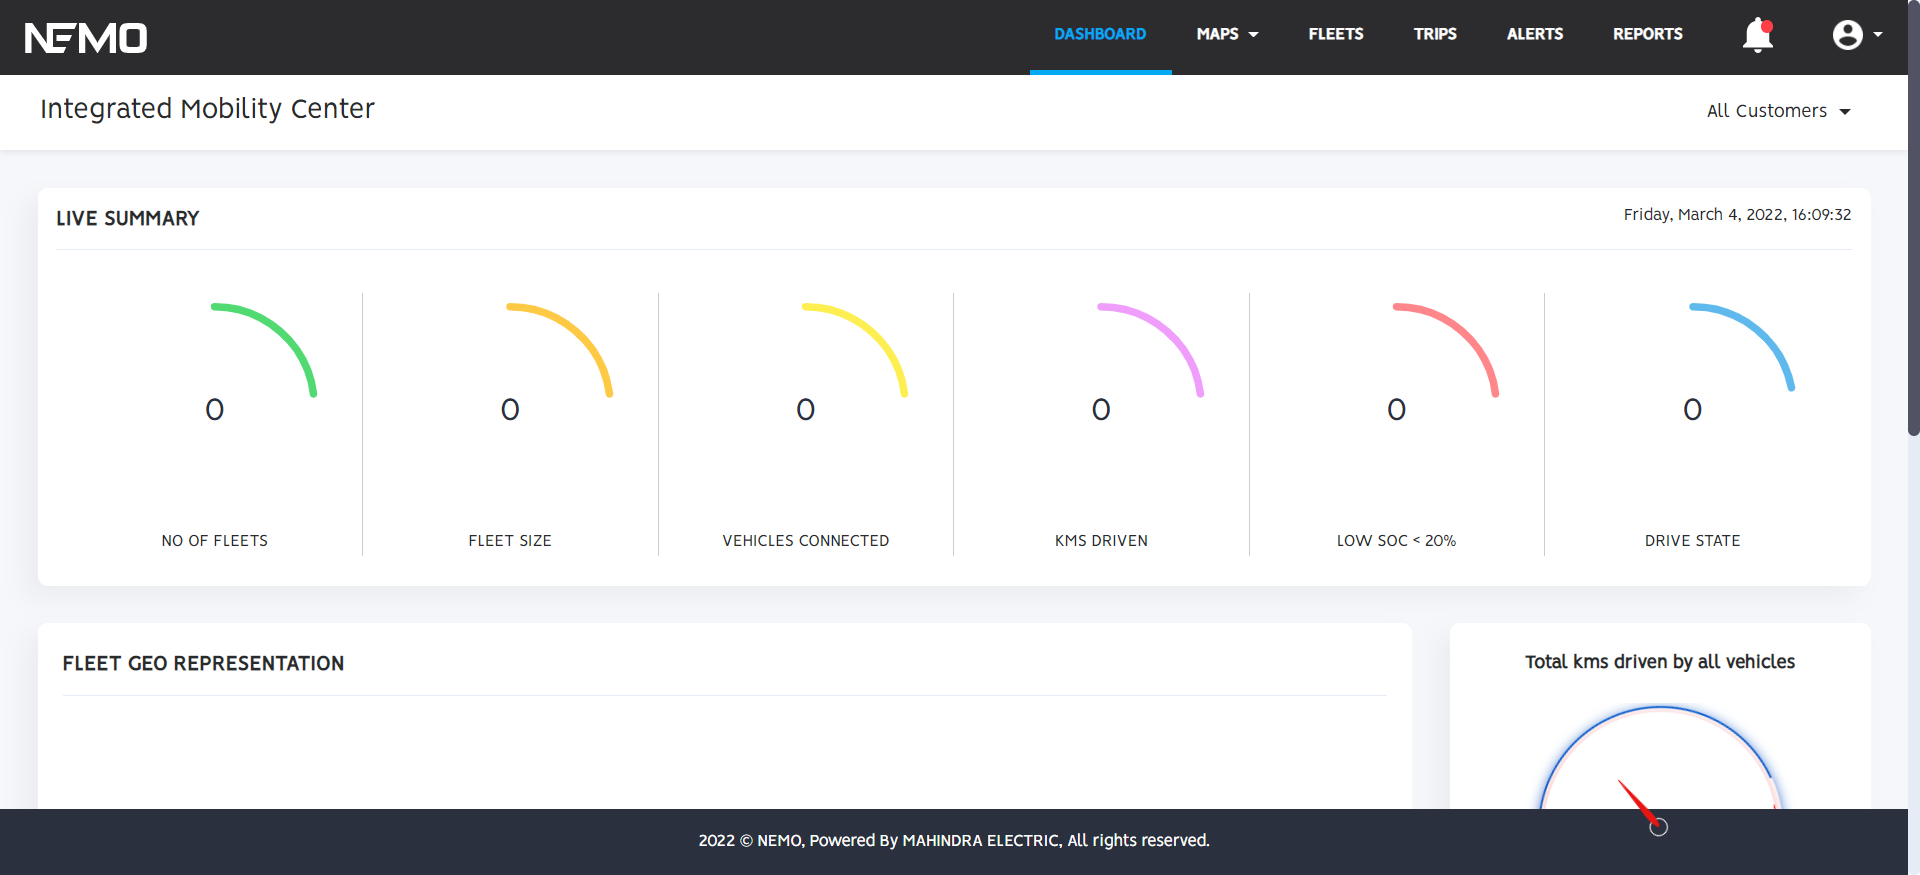 NEMO
DASHBOARD MAPS FLEETS TRIPS ALERTS REPORTS
Integrated Mobility Center
All Customers
LIVE SUMMARY
Friday, March 4, 2022, 16:09:32
0 0 0 0 0 0
NO OF FLEETS FLEET SIZE VEHICLES CONNECTED KMS DRIVEN LOW SOC < 20% DRIVE STATE
FLEET GEO REPRESENTATION
Total kms driven by all vehicles
2022 © NEMO, Powered By MAHINDRA ELECTRIC, All rights reserved.